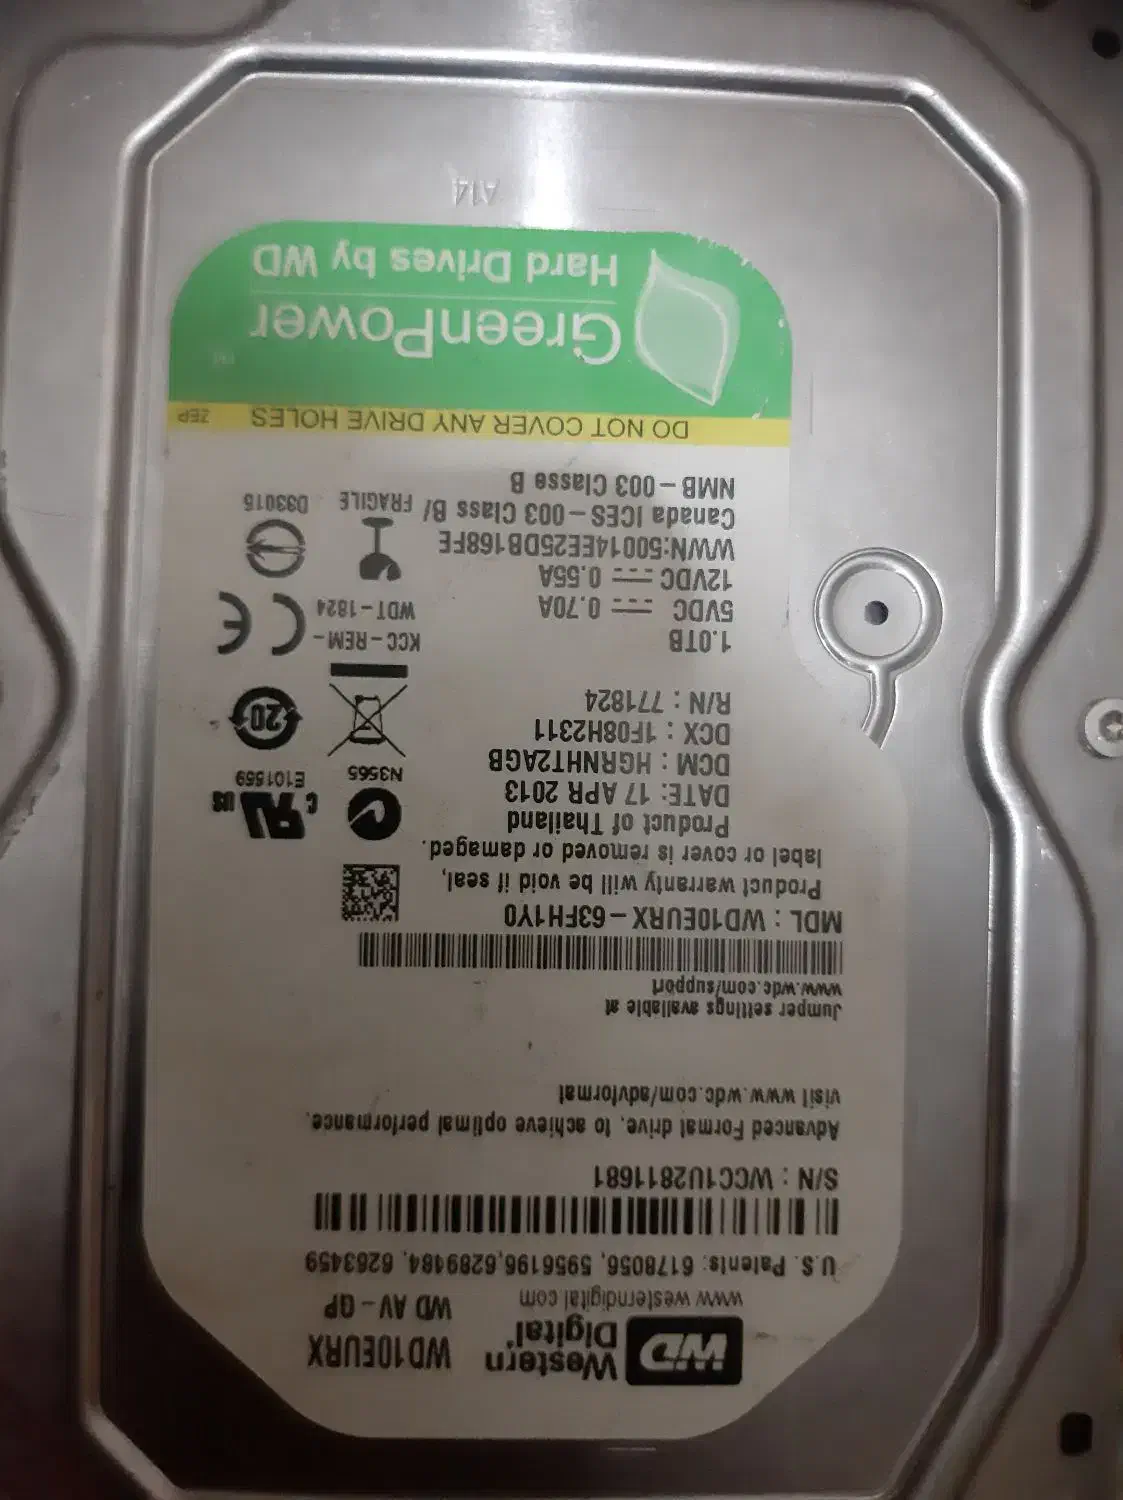 WD
Western
Digital
WD10EURX
WD AV-GP
www.westerndigital.com
U.S. Patents: 6178056, 5956196,6289484, 6263459
S/N : WCC1U2811681
Advanced Format drive, to achieve optimal performance,
visit www.wdc.com/advformat
Jumper settings available at
www.wdc.com/support
MDL : WD10EURX-63FH1Y0
Product warranty will be void if seal,
label or cover is removed or damaged.
Product of Thailand
DATE: 17 APR 2013
DCM : HGRNHT2AGB
DCX : 1F08H2311
R/N : 771824
c UL US
E101559
N3565
20
1.0TB
5VDC 0.70A
12VDC 0.55A
KCC-REM-
WDT-1824
CE
WWN:50014EE25DB168FE
Canada ICES-003 Class B/
NMB-003 Classe B
FRAGILE
D33015
DO NOT COVER ANY DRIVE HOLES ZEP
GreenPower
Hard Drives by WD
A14